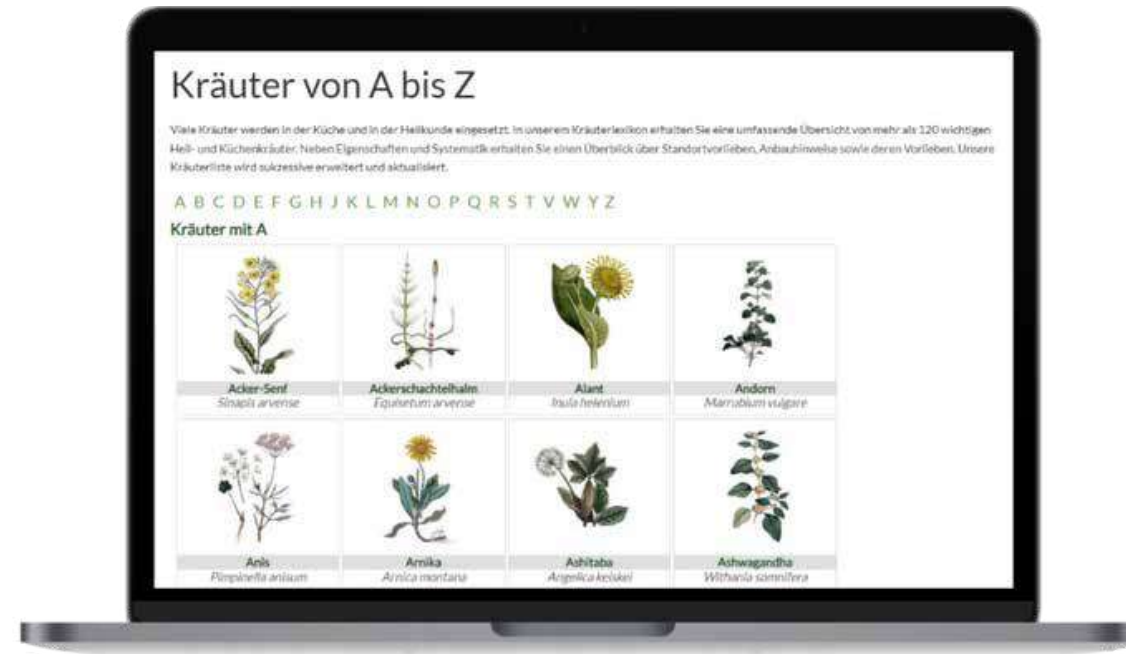 Kräuter von A bis Z
Viele Kräuter werden in der Küche und in der Heilkunde eingesetzt. In unserem Kräuterlexikon erhalten Sie eine umfassende Übersicht von mehr als 120 wichtigen
Heil- und Küchenkräuter. Neben Eigenschaften und Systematik erhalten Sie einen Überblick über Standortvorlieben, Anbauhinweise sowie deren Vorlieben. Unsere
Kräuterliste wird sukzessive erweitert und aktualisiert.
A B C D E F G H J K L M N O P Q R S T V W Y Z
Kräuter mit A
Acker-Senf Ackerschachtelhalm Alant Andorn
Sinapis arvense Equisetum arvense Inula helenium Marrubium vulgare
Anis Arnika Ashitaba Ashwagandha
Pimpinella anisum Arnica montana Angelica keiskei Withania somnifera